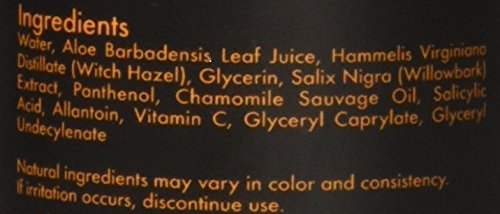 Ingredients
Water, Aloe Barbadensis Leaf Juice, Hammelis Virginiana
Distillate (Witch Hazel), Glycerin, Salix Nigra (Willowbark)
Extract, Panthenol, Chamomile Sauvage Oil, Salicylic
Acid, Allantoin, Vitamin C, Glyceryl Caprylate, Glyceryl
Undecylenate
Natural ingredients may vary in color and consistency.
If irritation occurs, discontinue use.